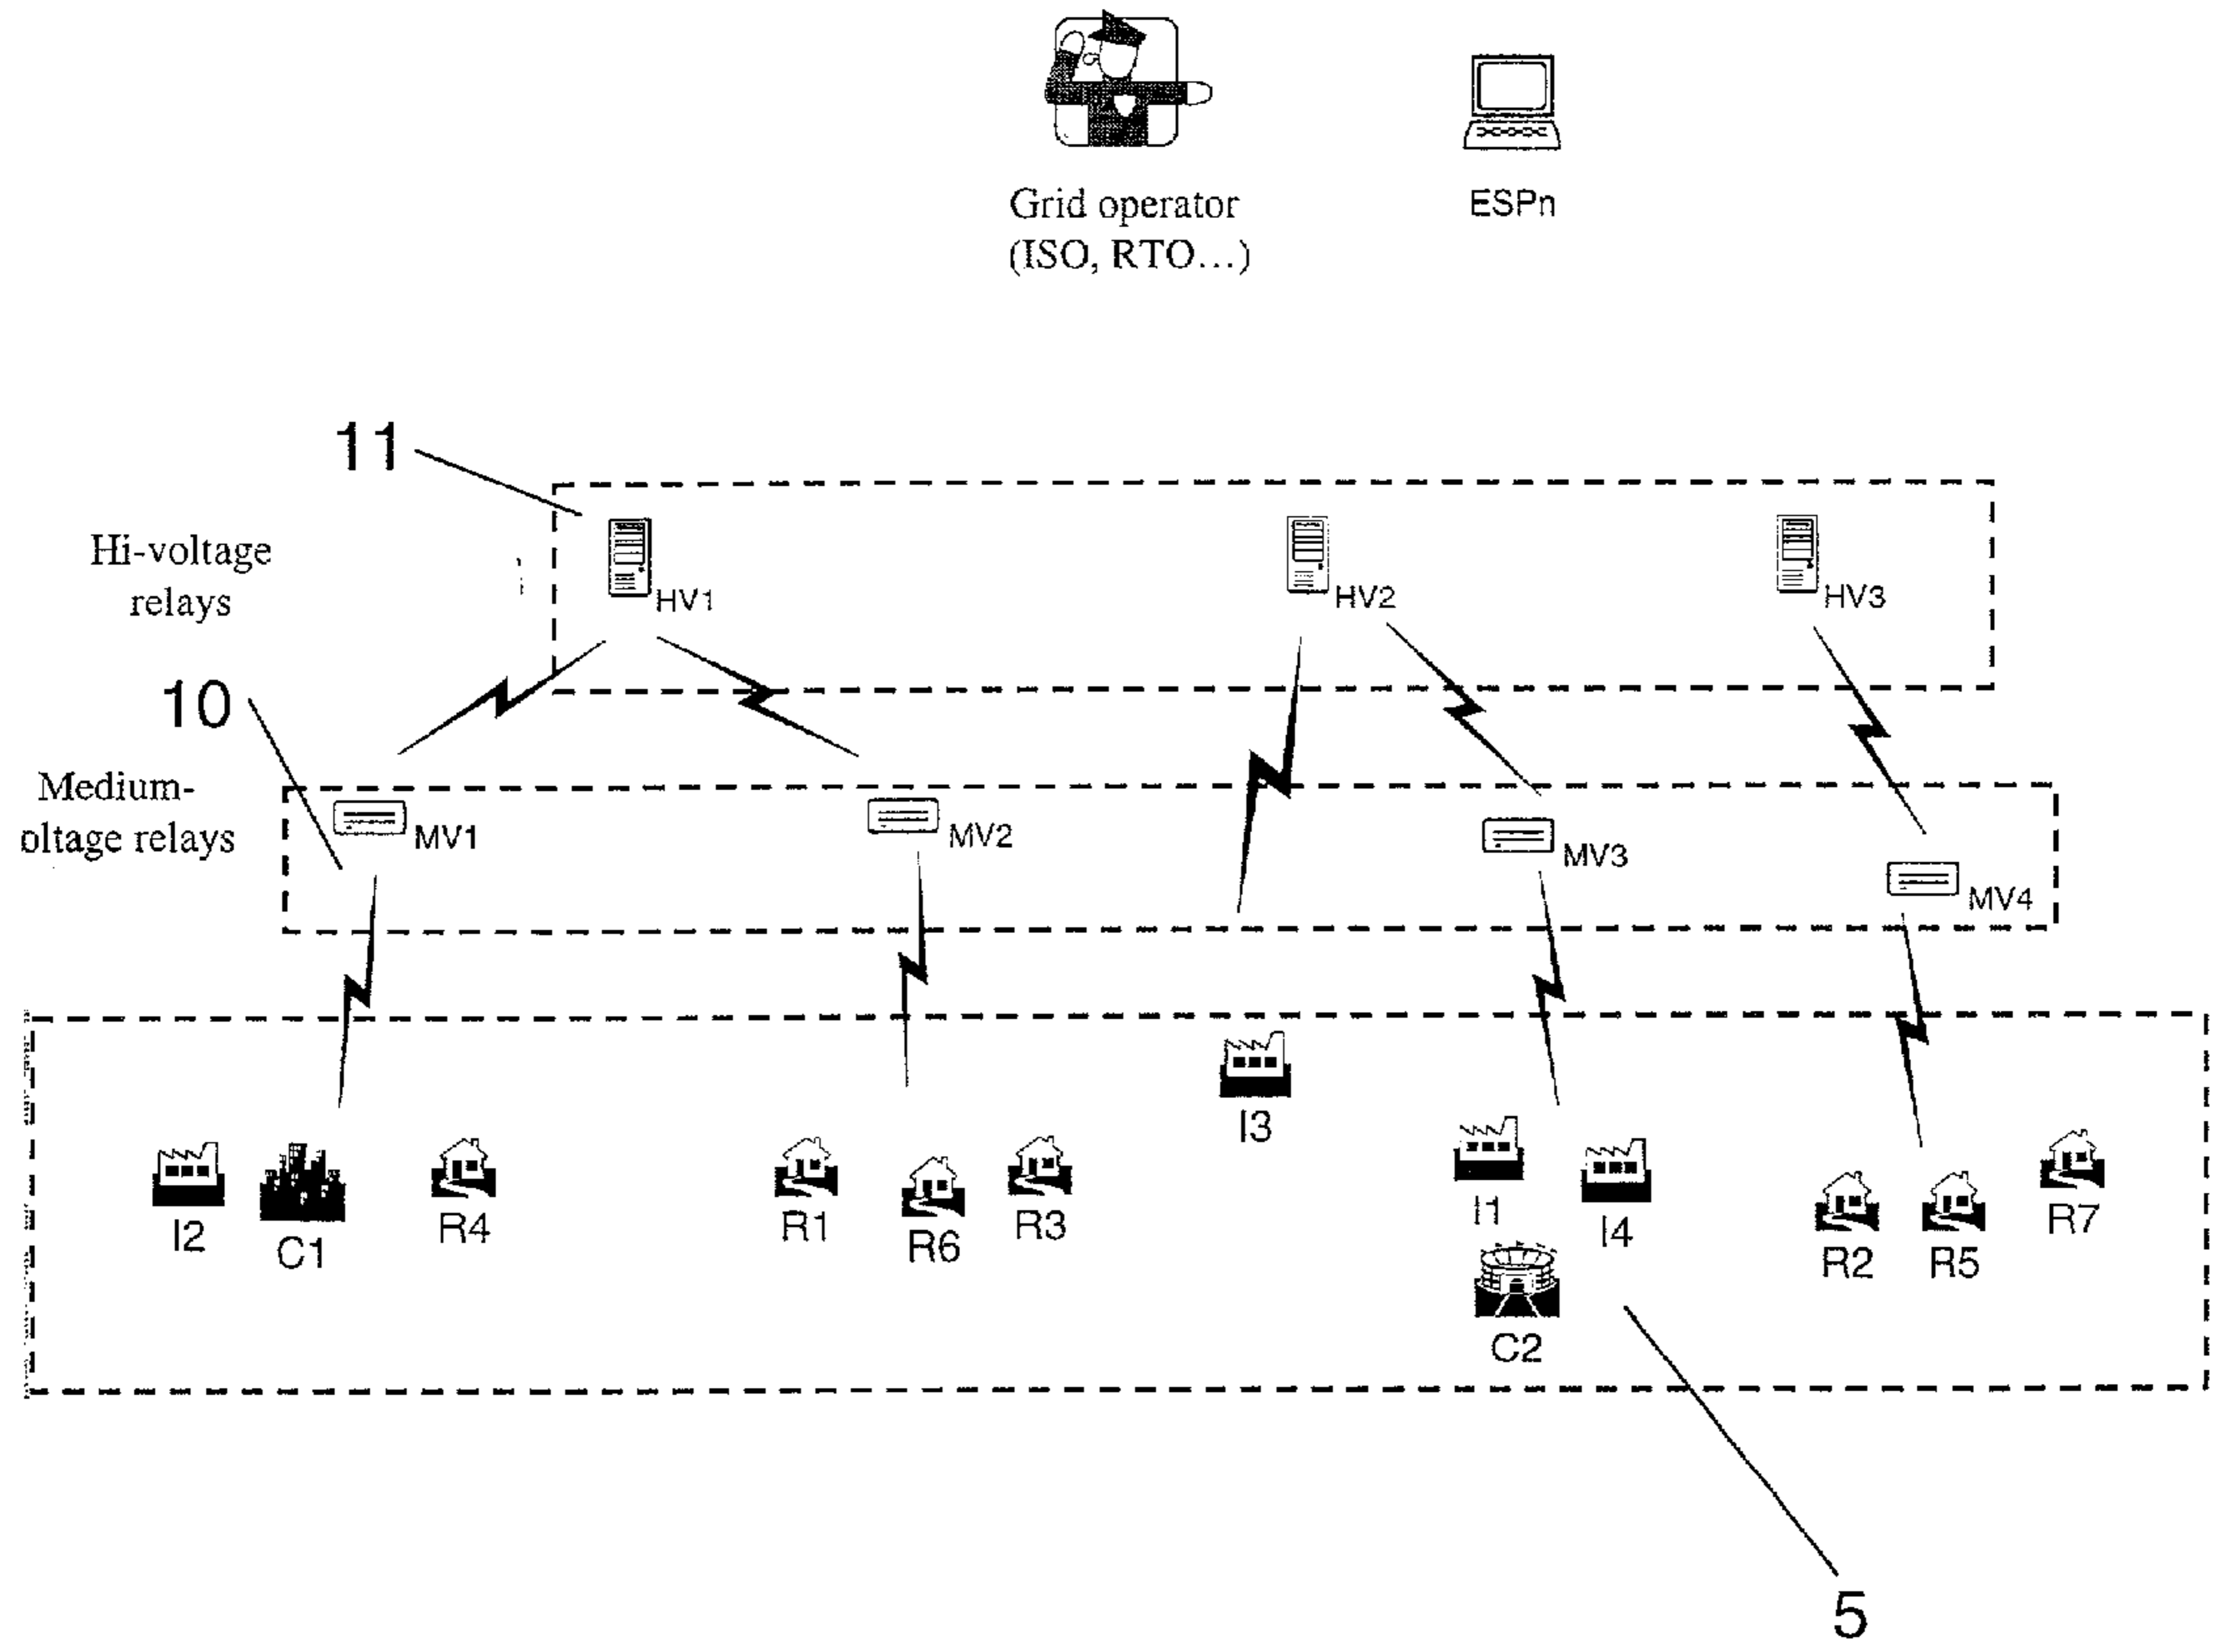 Grid operator
(ISO, RTO...)
ESPn
11
Hi-voltage
relays
HV1
HV2
HV3
10
Medium-
oltage relays
MV1
MV2
MV3
MV4
I2
C1
R4
R1
R6
R3
I3
I1
I4
C2
R2
R5
R7
5